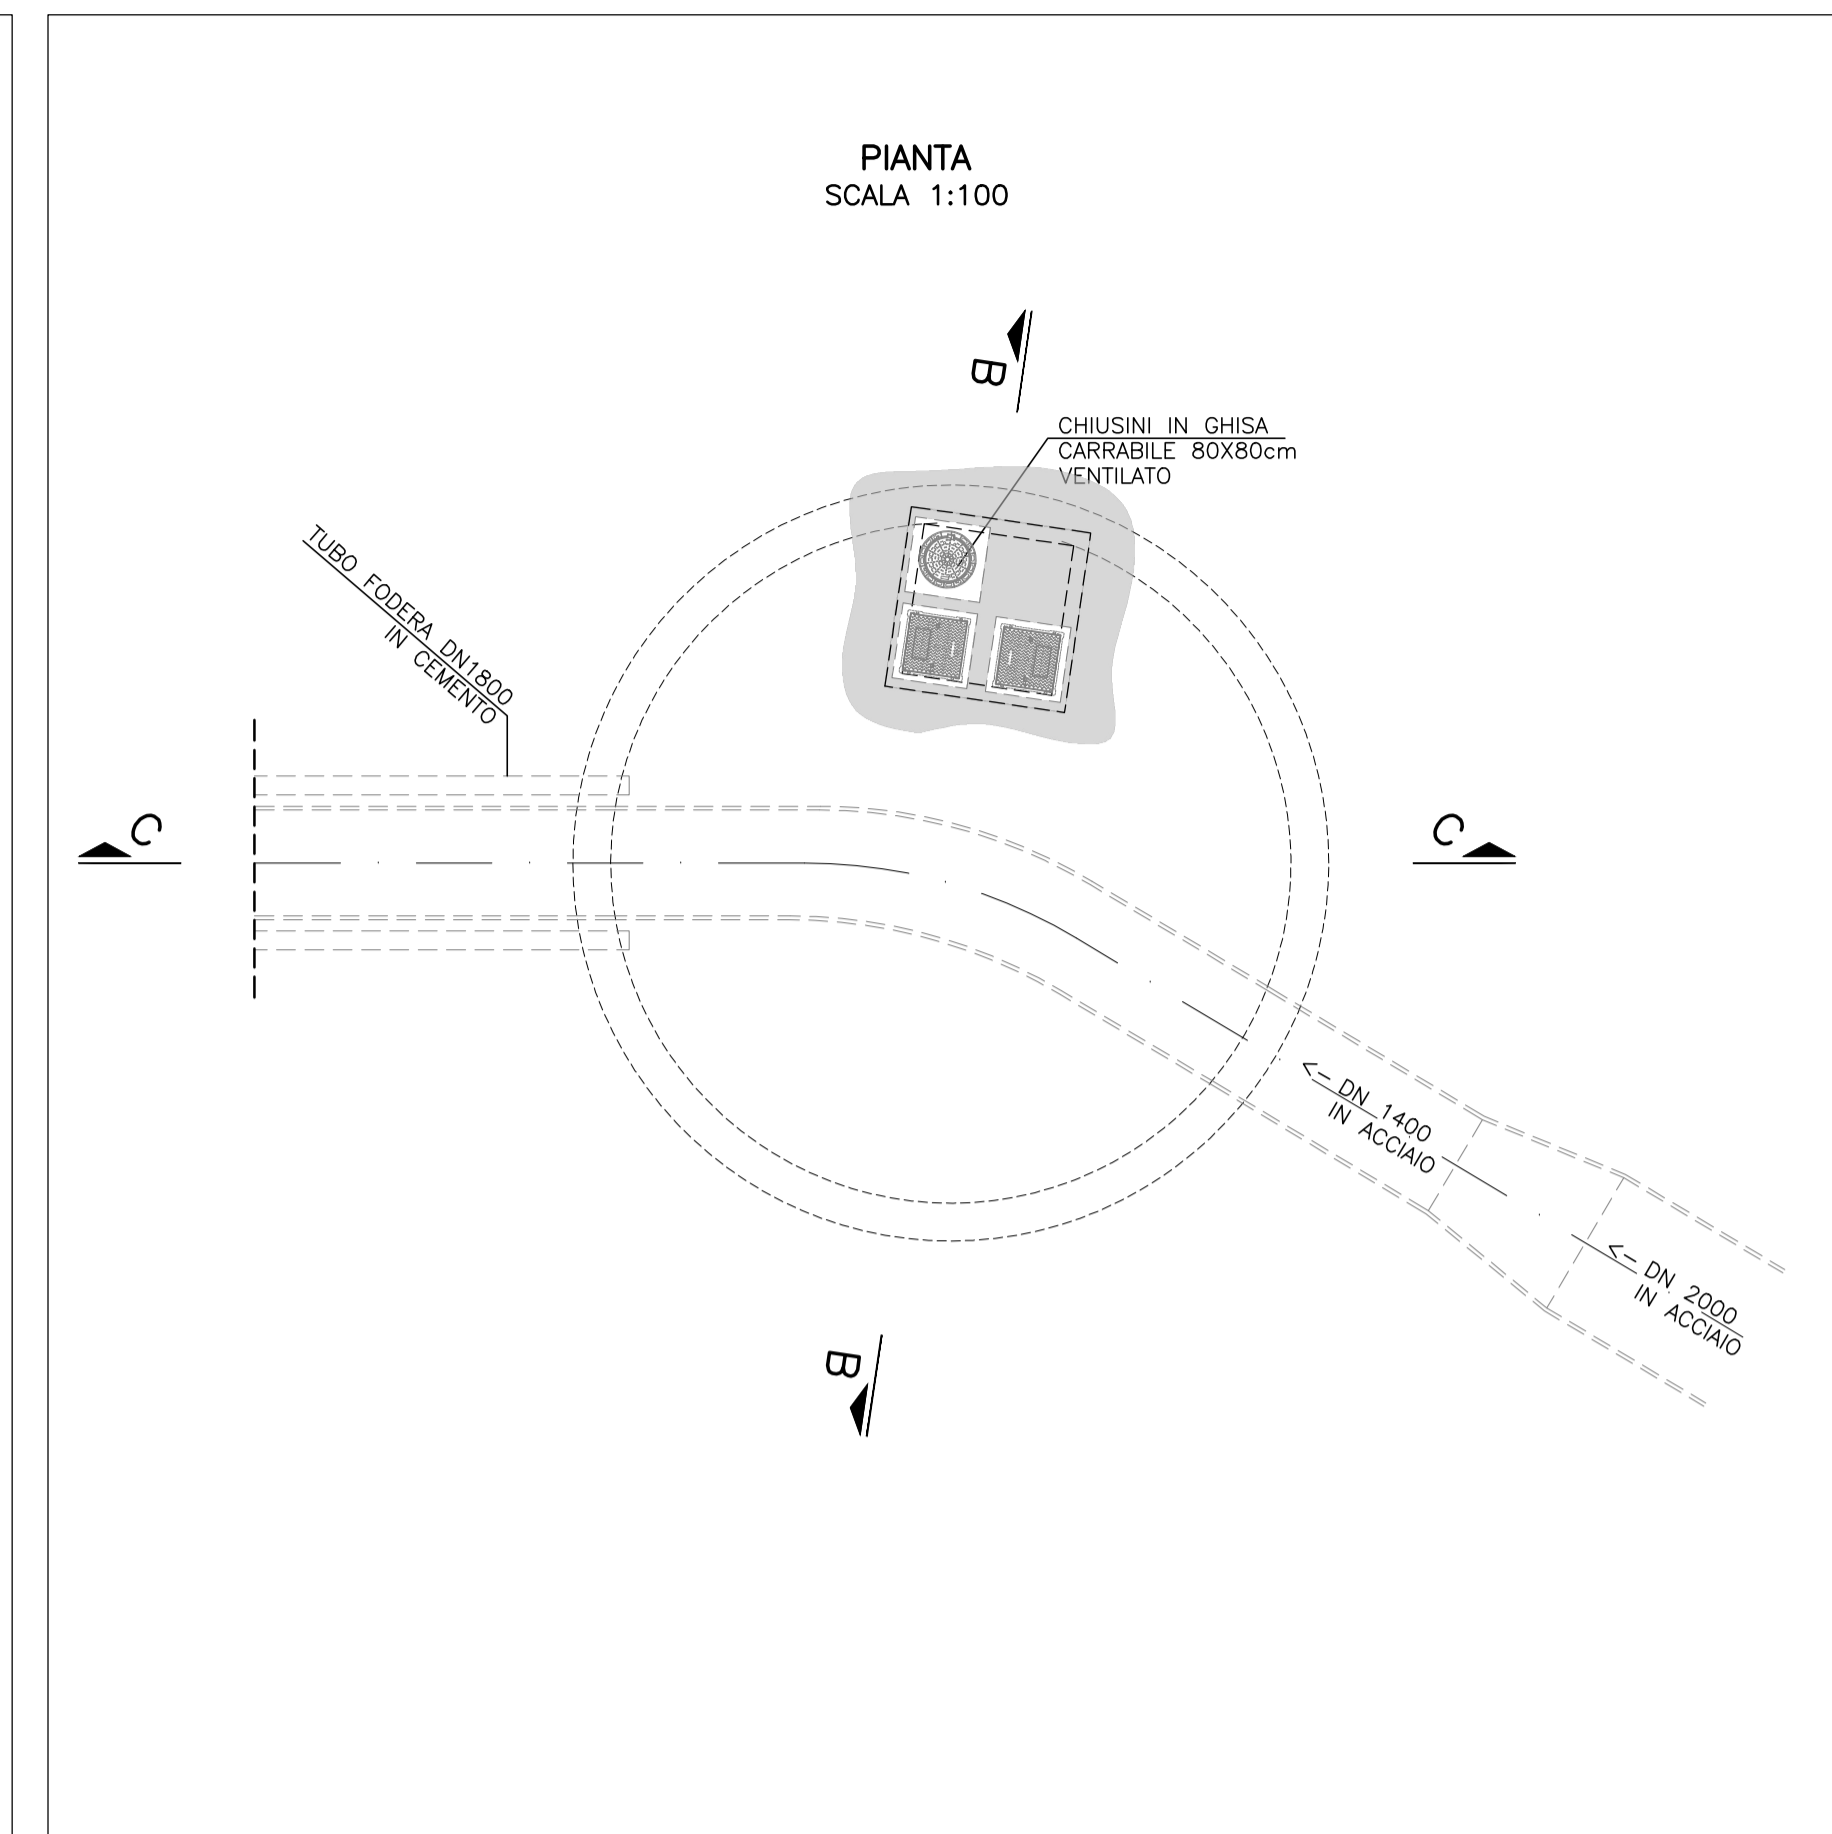 PIANTA
SCALA 1:100
B
CHIUSINI IN GHISA
CARRABILE 80X80cm
VENTILATO
TUBO FODERA DN1800
IN CEMENTO
C
C
<- DN 1400
IN ACCIAIO
<- DN 2000
IN ACCIAIO
B